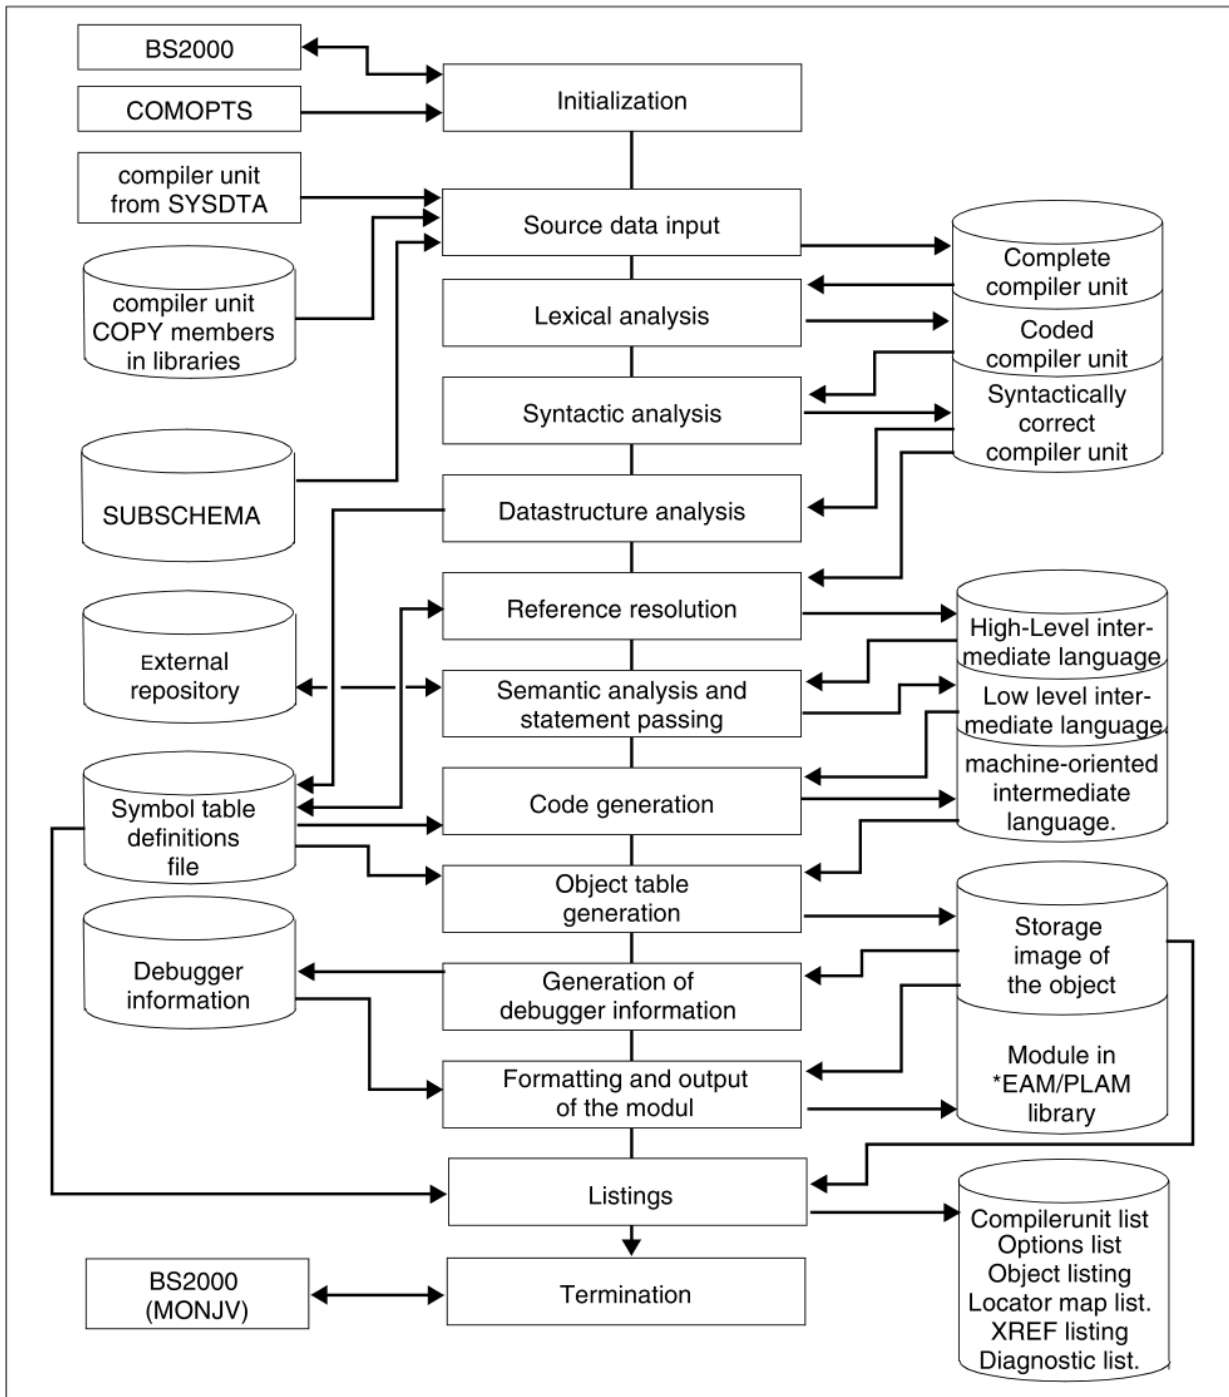 BS2000
Initialization
COMOPTS
compiler unit
from SYSDTA
Source data input
Complete
compiler unit
compiler unit
COPY members
in libraries
Lexical analysis
Coded
compiler unit
Syntactic analysis
Syntactically
correct
compiler unit
SUBSCHEMA
Datastructure analysis
Reference resolution
High-Level inter-
mediate language
External
repository
Semantic analysis and
statement passing
Low level inter-
mediate language
Symbol table
definitions
file
Code generation
machine-oriented
intermediate
language.
Object table
generation
Storage
image of
the object
Debugger
information
Generation of
debugger information
Formatting and output
of the modul
Module in
*EAM/PLAM
library
Listings
Compilerunit list
Options list
Object listing
Locator map list.
XREF listing
Diagnostic list.
BS2000
(MONJV)
Termination